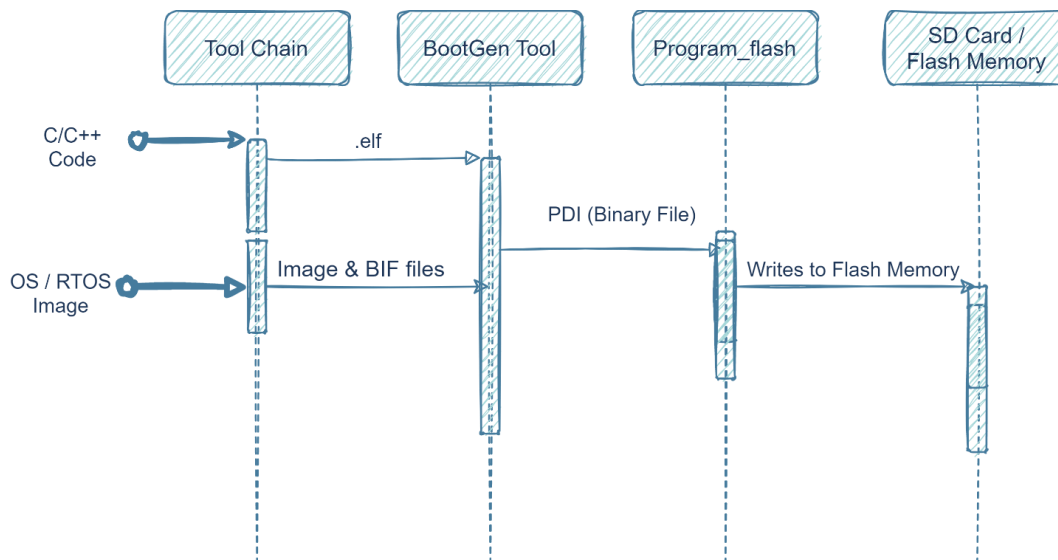 Tool Chain
BootGen Tool
Program_flash
SD Card /
Flash Memory
C/C++
Code
.elf
PDI (Binary File)
OS / RTOS
Image
Image & BIF files
Writes to Flash Memory